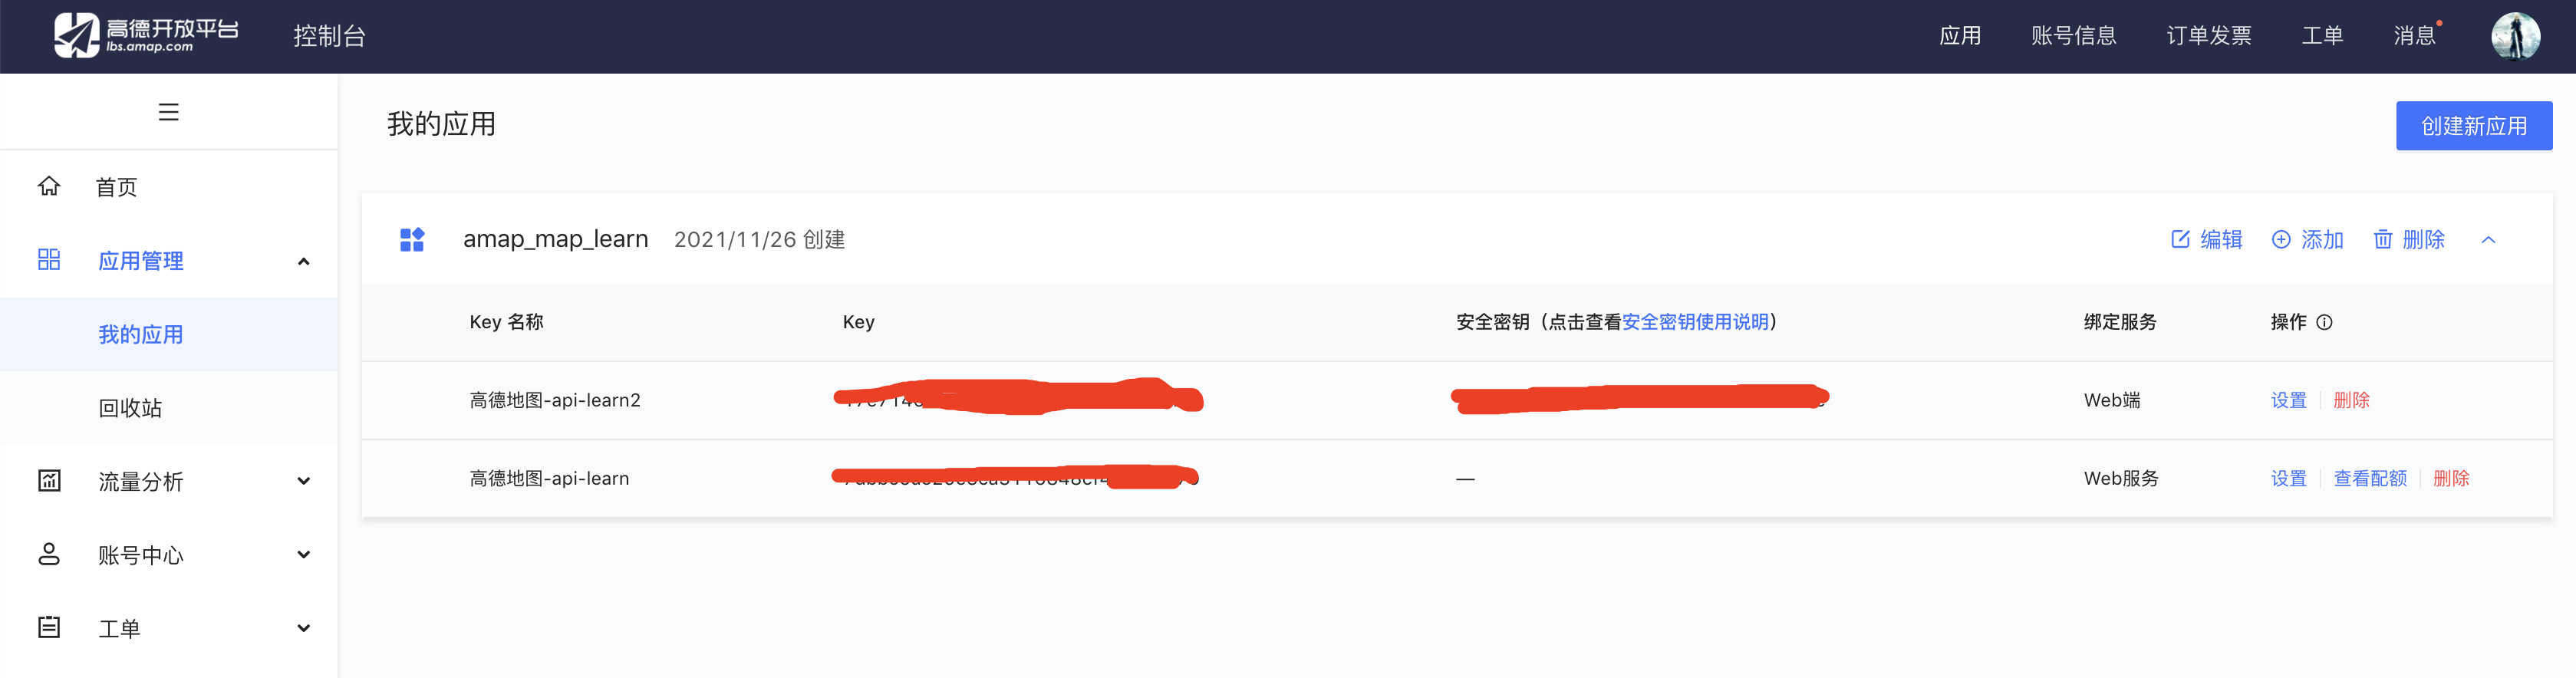 高德开放平台
lbs.amap.com
控制台
应用 账号信息 订单发票 工单 消息
首页
应用管理
我的应用
回收站
流量分析
账号中心
工单
我的应用
创建新应用
amap_map_learn 2021/11/26 创建
编辑 添加 删除
Key 名称 Key 安全密钥（点击查看安全密钥使用说明） 绑定服务 操作
高德地图-api-learn2 Web端 设置 删除
高德地图-api-learn — Web服务 设置 查看配额 删除